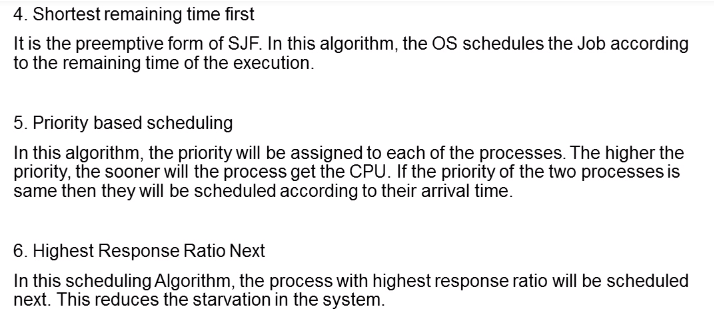 4. Shortest remaining time first
It is the preemptive form of SJF. In this algorithm, the OS schedules the Job according
to the remaining time of the execution.
5. Priority based scheduling
In this algorithm, the priority will be assigned to each of the processes. The higher the
priority, the sooner will the process get the CPU. If the priority of the two processes is
same then they will be scheduled according to their arrival time.
6. Highest Response Ratio Next
In this scheduling Algorithm, the process with highest response ratio will be scheduled
next. This reduces the starvation in the system.